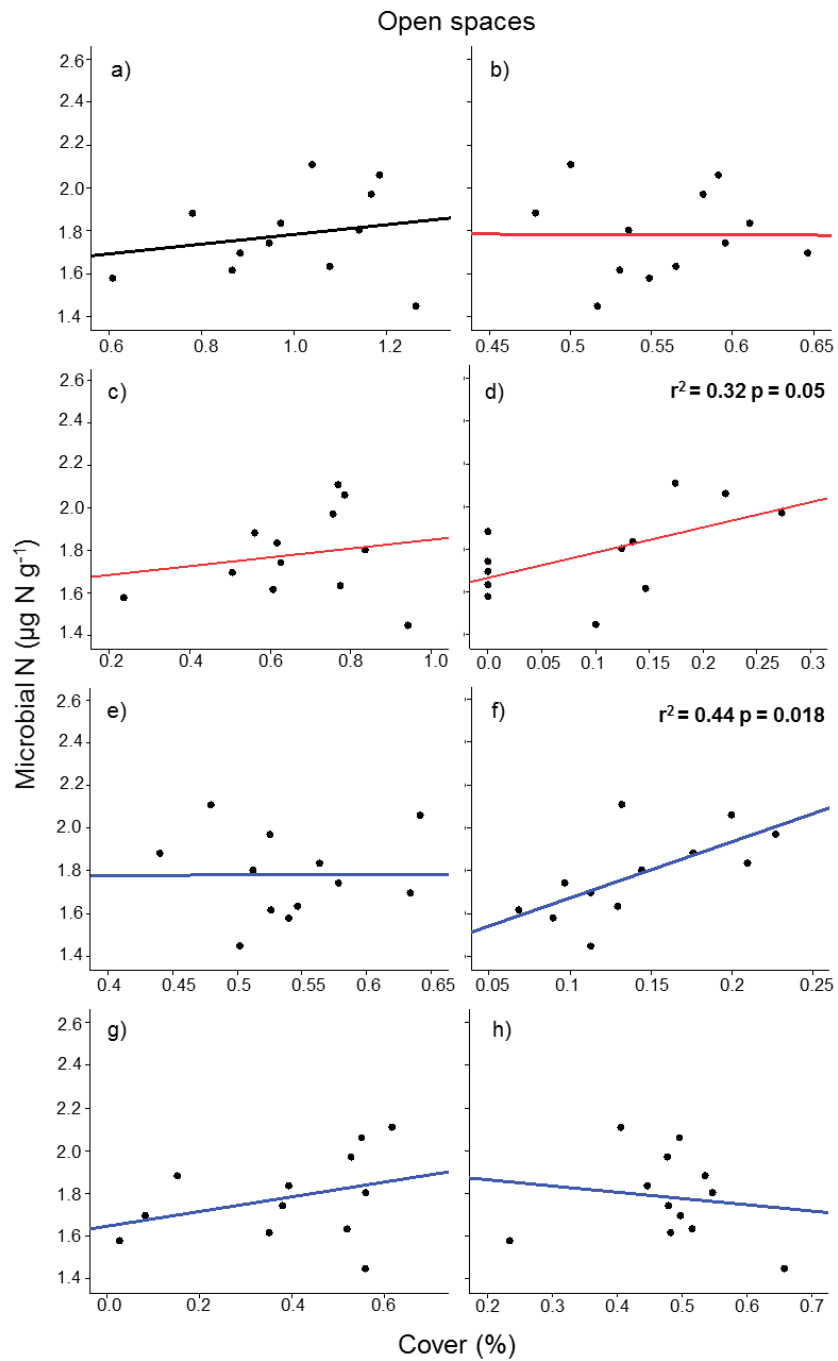 Open spaces
a)
b)
2.6
2.4
2.2
2.0
1.8
1.6
1.4
0.6 0.8 1.0 1.2
0.45 0.5 0.55 0.6 0.65
c)
d)
r² = 0.32 p = 0.05
2.6
2.4
2.2
2.0
1.8
1.6
1.4
0.2 0.4 0.6 0.8 1.0
0.0 0.05 0.1 0.15 0.2 0.25 0.3
Microbial N (µg N g⁻¹)
e)
f)
r² = 0.44 p = 0.018
2.6
2.4
2.2
2.0
1.8
1.6
1.4
0.4 0.45 0.5 0.55 0.6 0.65
0.05 0.1 0.15 0.2 0.25
g)
h)
2.6
2.4
2.2
2.0
1.8
1.6
1.4
0.0 0.2 0.4 0.6
0.2 0.3 0.4 0.5 0.6 0.7
Cover (%)